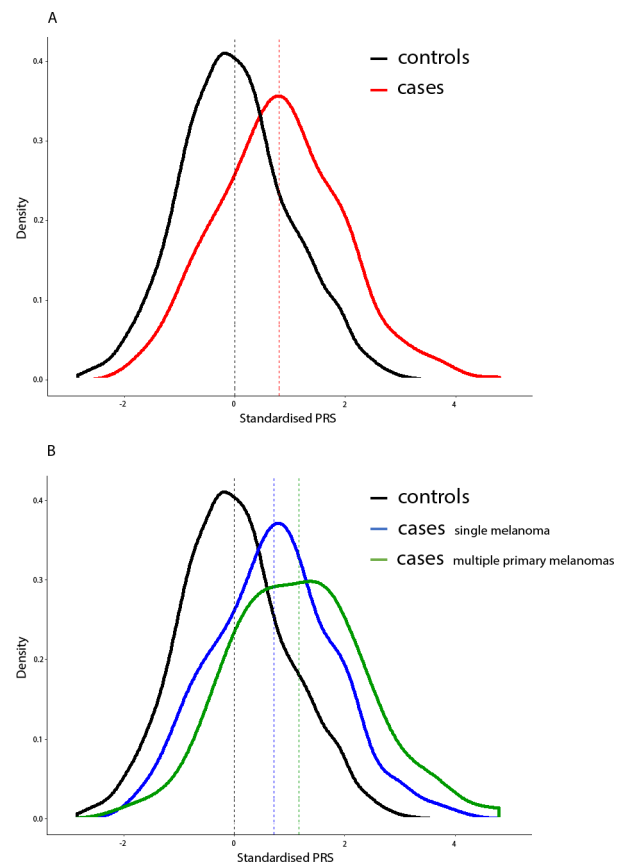 A
controls
cases
0.4
0.3
0.2
0.1
0.0
Density
-2
0
2
4
Standardised PRS
B
controls
cases single melanoma
cases multiple primary melanomas
0.4
0.3
0.2
0.1
0.0
Density
-2
0
2
4
Standardised PRS